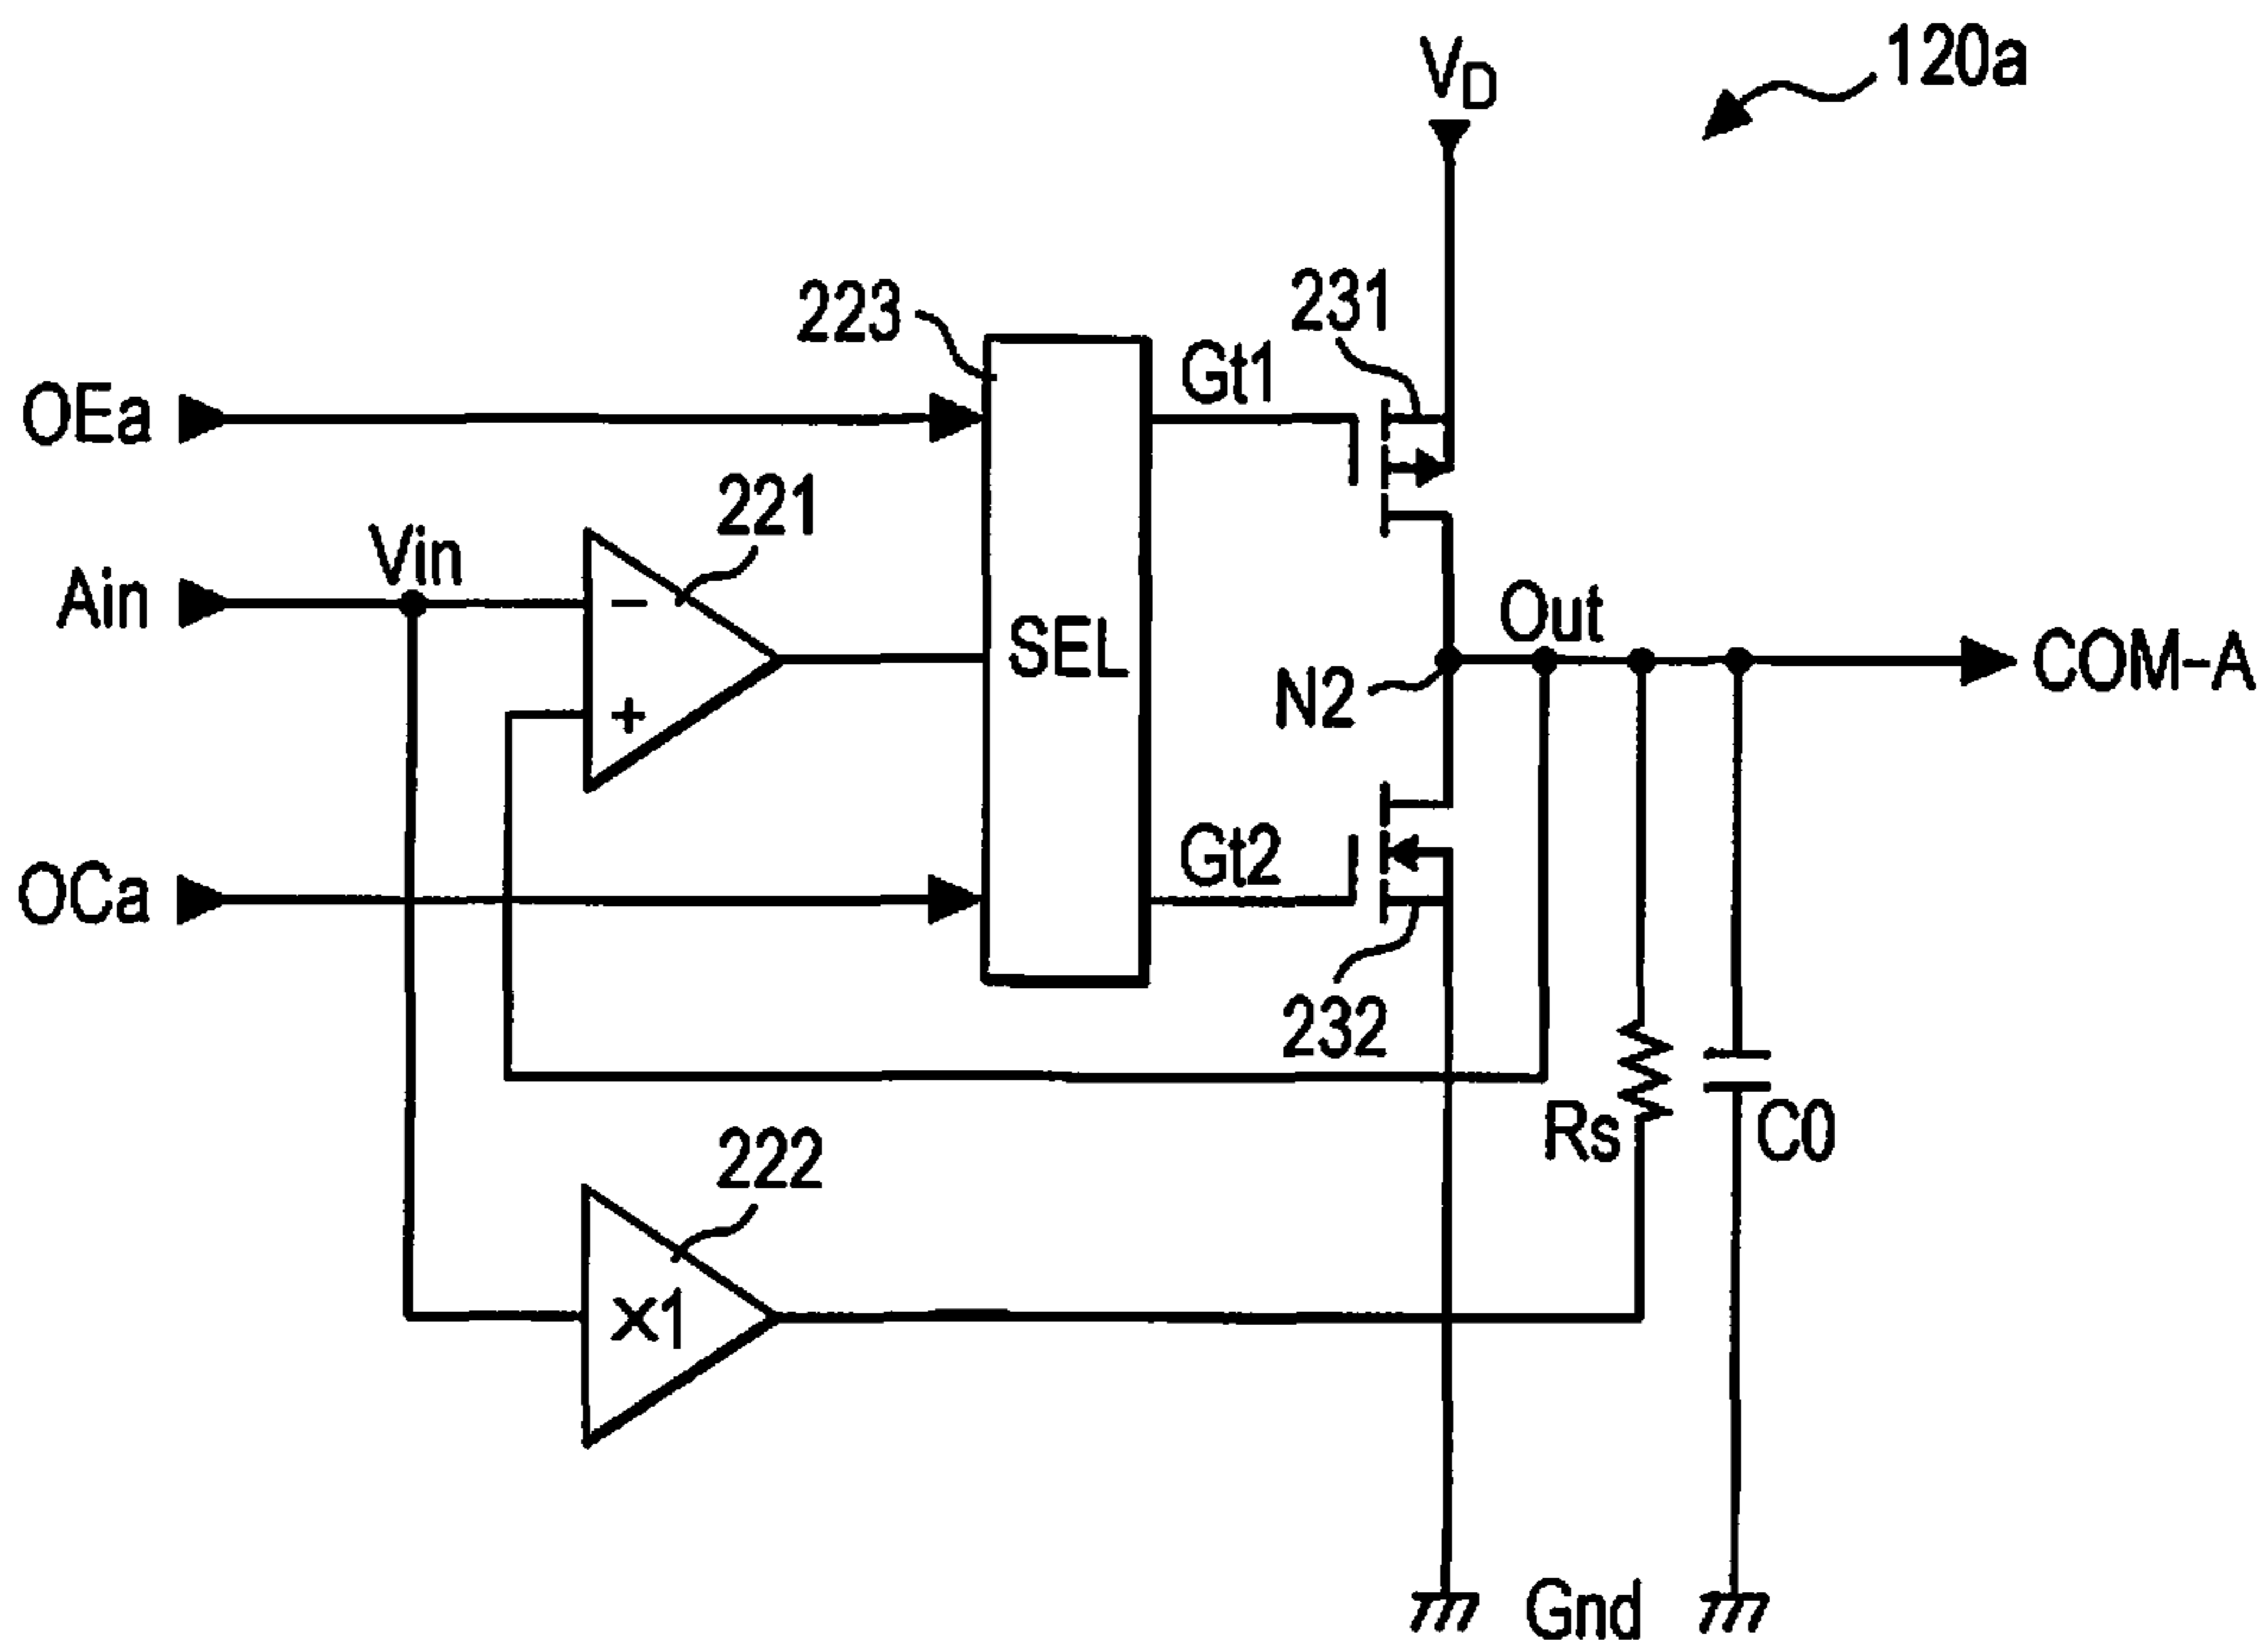 120a
VD
223
231
Gt1
OEa
221
Vin
Ain
−
SEL
Out
COM-A
N2
+
Gt2
OCa
232
222
Rs
C0
×1
Gnd